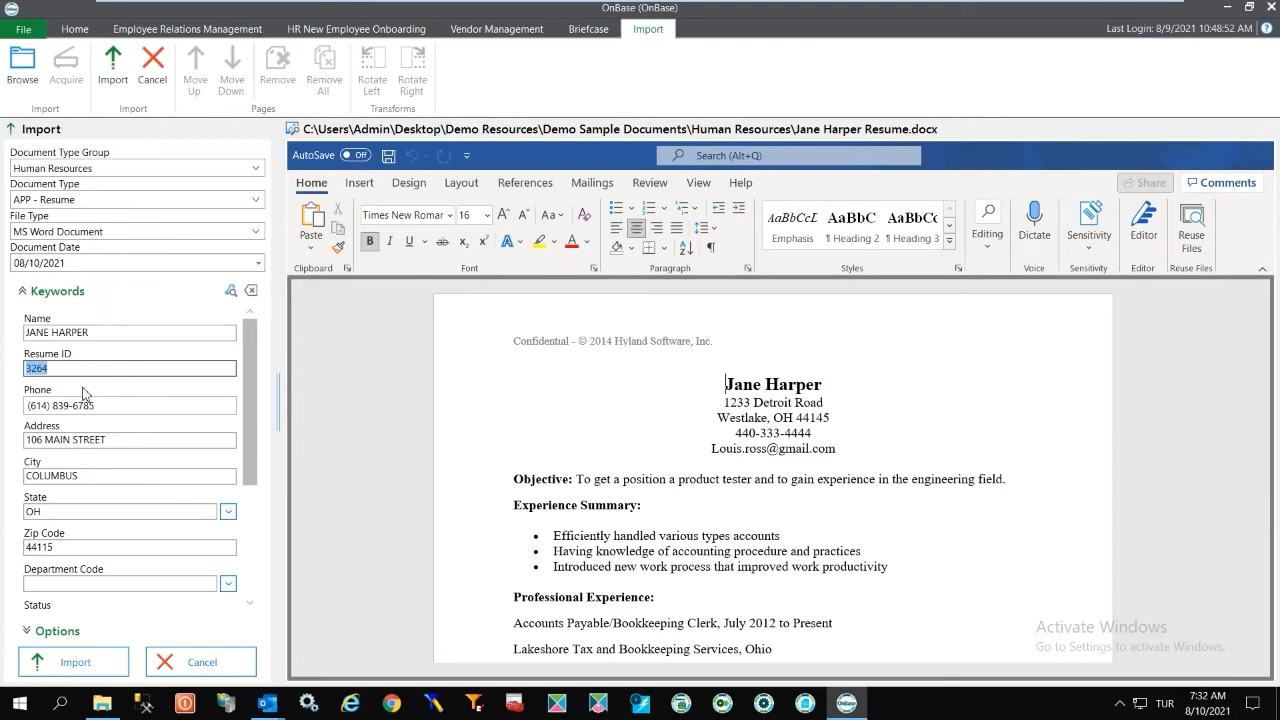 OnBase (OnBase)
File Home Employee Relations Management HR New Employee Onboarding Vendor Management Briefcase Import Last Login: 8/9/2021 10:48:52 AM
Browse Acquire Import Cancel Move Up Move Down Remove Remove All Rotate Left Rotate Right
Import Import Pages Transforms
Import
C:\Users\Admin\Desktop\Demo Resources\Demo Sample Documents\Human Resources\Jane Harper Resume.docx
Document Type Group
Human Resources
Document Type
APP - Resume
File Type
MS Word Document
Document Date
08/10/2021
Keywords
Name
JANE HARPER
Resume ID
3264
Phone
(614) 839-6785
Address
106 MAIN STREET
City
COLUMBUS
State
OH
Zip Code
44115
Department Code
Status
Options
Import Cancel
AutoSave Off Search (Alt+Q)
Home Insert Design Layout References Mailings Review View Help Share Comments
Paste Times New Romar 16 A A Aa A
B I U ab x₂ x² A A
AaBbCcI AaBbC AaBbCc
Emphasis ¶ Heading 2 ¶ Heading 3
Editing Dictate Sensitivity Editor Reuse Files
Clipboard Font Paragraph Styles Voice Sensitivity Editor Reuse Files
Confidential - © 2014 Hyland Software, Inc.
Jane Harper
1233 Detroit Road
Westlake, OH 44145
440-333-4444
Louis.ross@gmail.com
Objective: To get a position a product tester and to gain experience in the engineering field.
Experience Summary:
• Efficiently handled various types accounts
• Having knowledge of accounting procedure and practices
• Introduced new work process that improved work productivity
Professional Experience:
Accounts Payable/Bookkeeping Clerk, July 2012 to Present
Lakeshore Tax and Bookkeeping Services, Ohio
Activate Windows
Go to Settings to activate Windows.
OnBase
TUR
7:32 AM
8/10/2021